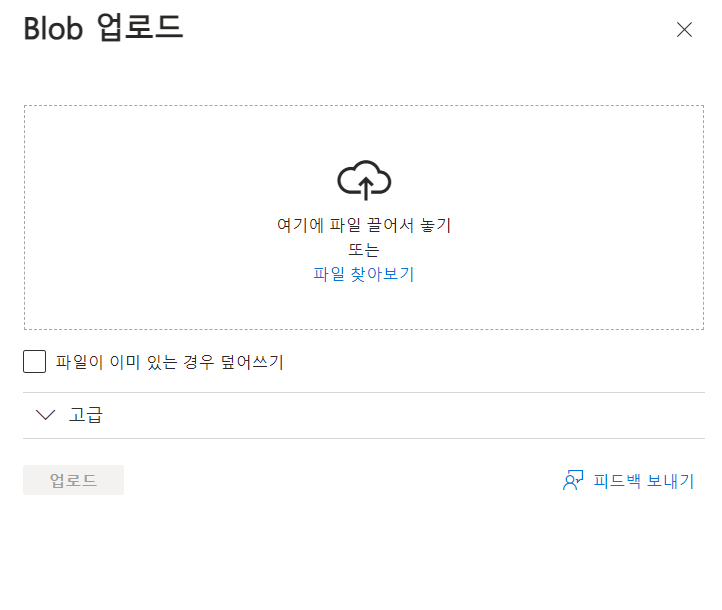 Blob 업로드
여기에 파일 끌어서 놓기
또는
파일 찾아보기
파일이 이미 있는 경우 덮어쓰기
고급
업로드
피드백 보내기